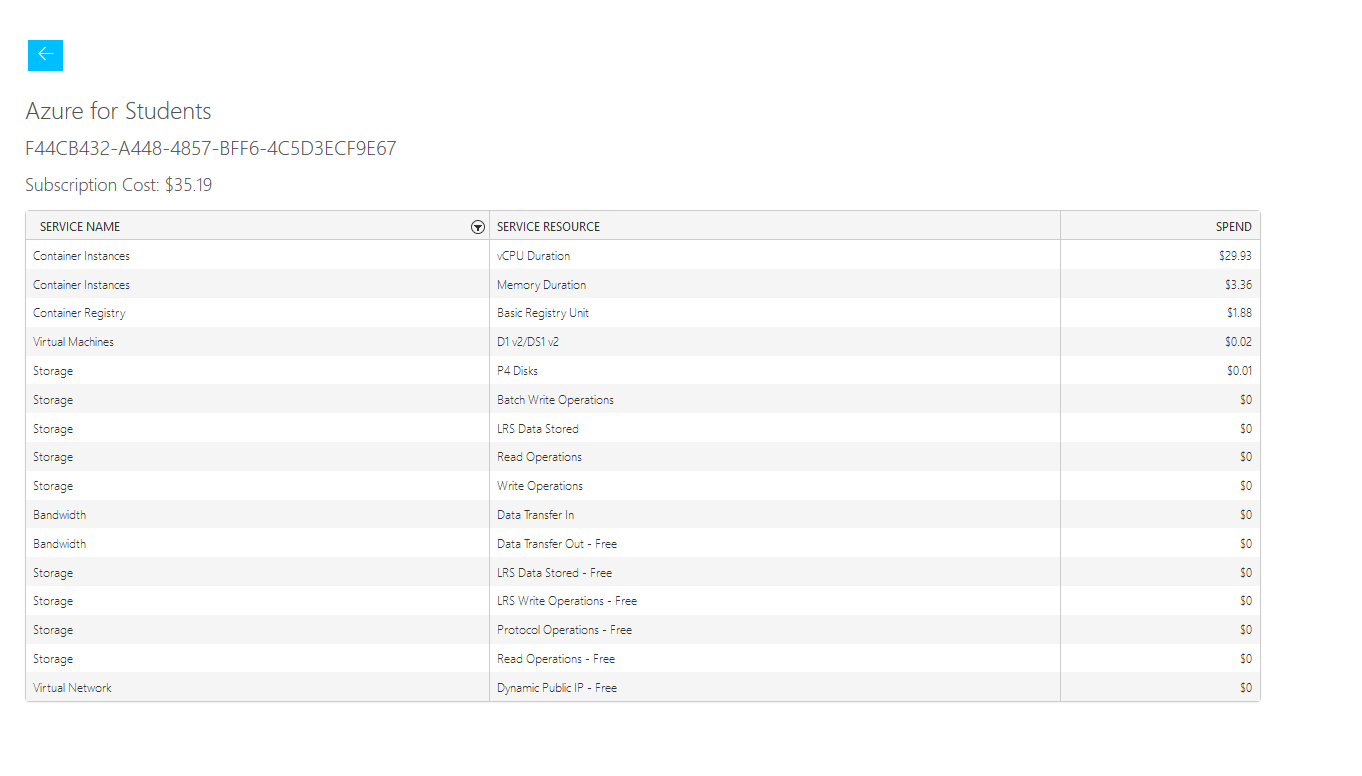 Azure for Students
F44CB432-A448-4857-BFF6-4C5D3ECF9E67
Subscription Cost: $35.19
SERVICE NAME SERVICE RESOURCE SPEND
Container Instances vCPU Duration $29.93
Container Instances Memory Duration $3.36
Container Registry Basic Registry Unit $1.88
Virtual Machines D1 v2/DS1 v2 $0.02
Storage P4 Disks $0.01
Storage Batch Write Operations $0
Storage LRS Data Stored $0
Storage Read Operations $0
Storage Write Operations $0
Bandwidth Data Transfer In $0
Bandwidth Data Transfer Out - Free $0
Storage LRS Data Stored - Free $0
Storage LRS Write Operations - Free $0
Storage Protocol Operations - Free $0
Storage Read Operations - Free $0
Virtual Network Dynamic Public IP - Free $0